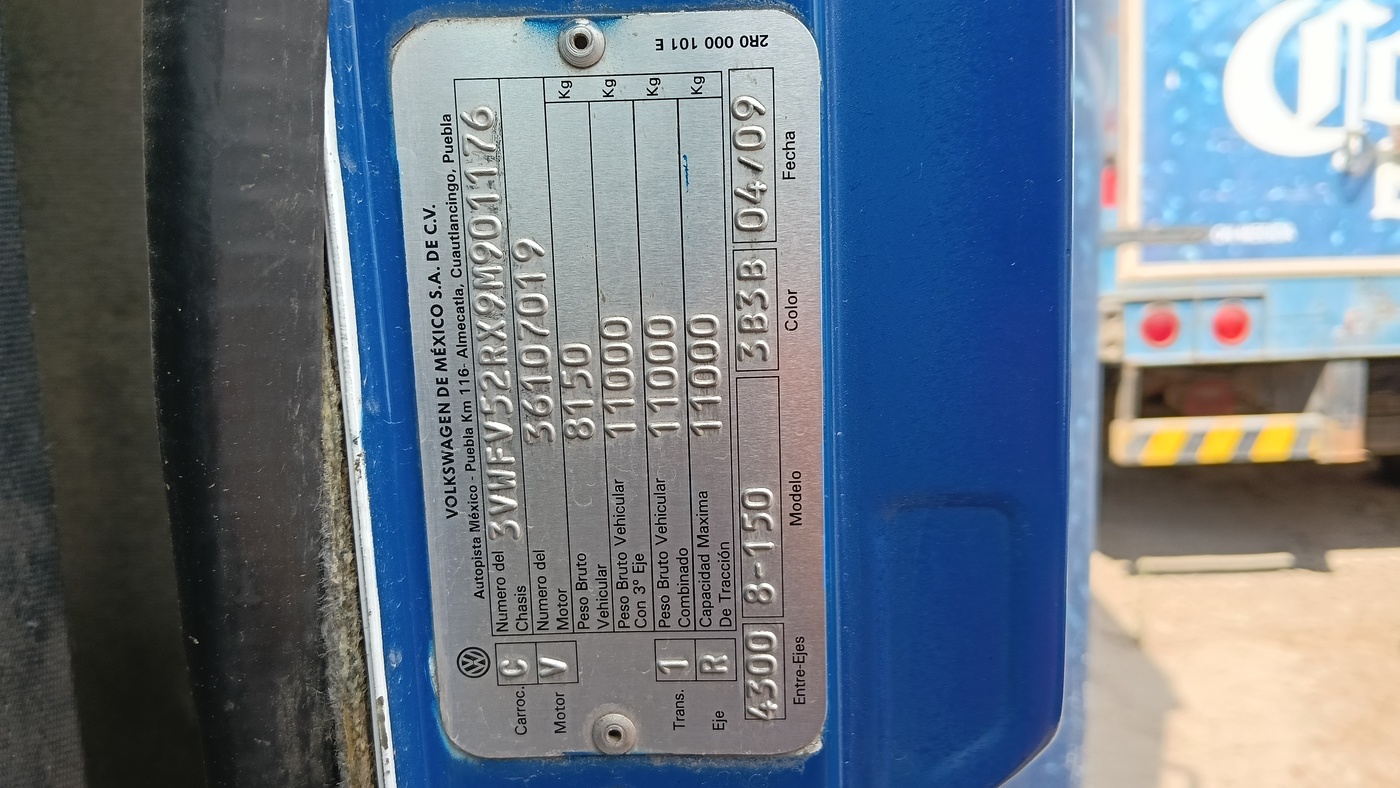 2R0 000 101 E
VOLKSWAGEN DE MÉXICO S.A. DE C.V.
Autopista México - Puebla Km 116- Almecatla, Cuautlancingo, Puebla
Carroc. C
Numero del Chasis 3VWFV52RX9M901176
Motor V
Numero del Motor 36107019
Peso Bruto Vehicular 8150 Kg
Peso Bruto Vehicular Con 3° Eje 11000 Kg
Trans. 1
Peso Bruto Vehicular Combinado 11000 Kg
Eje R
Capacidad Maxima De Tracción 11000 Kg
4300 8-150 3B3B 04/09
Entre-Ejes Modelo Color Fecha